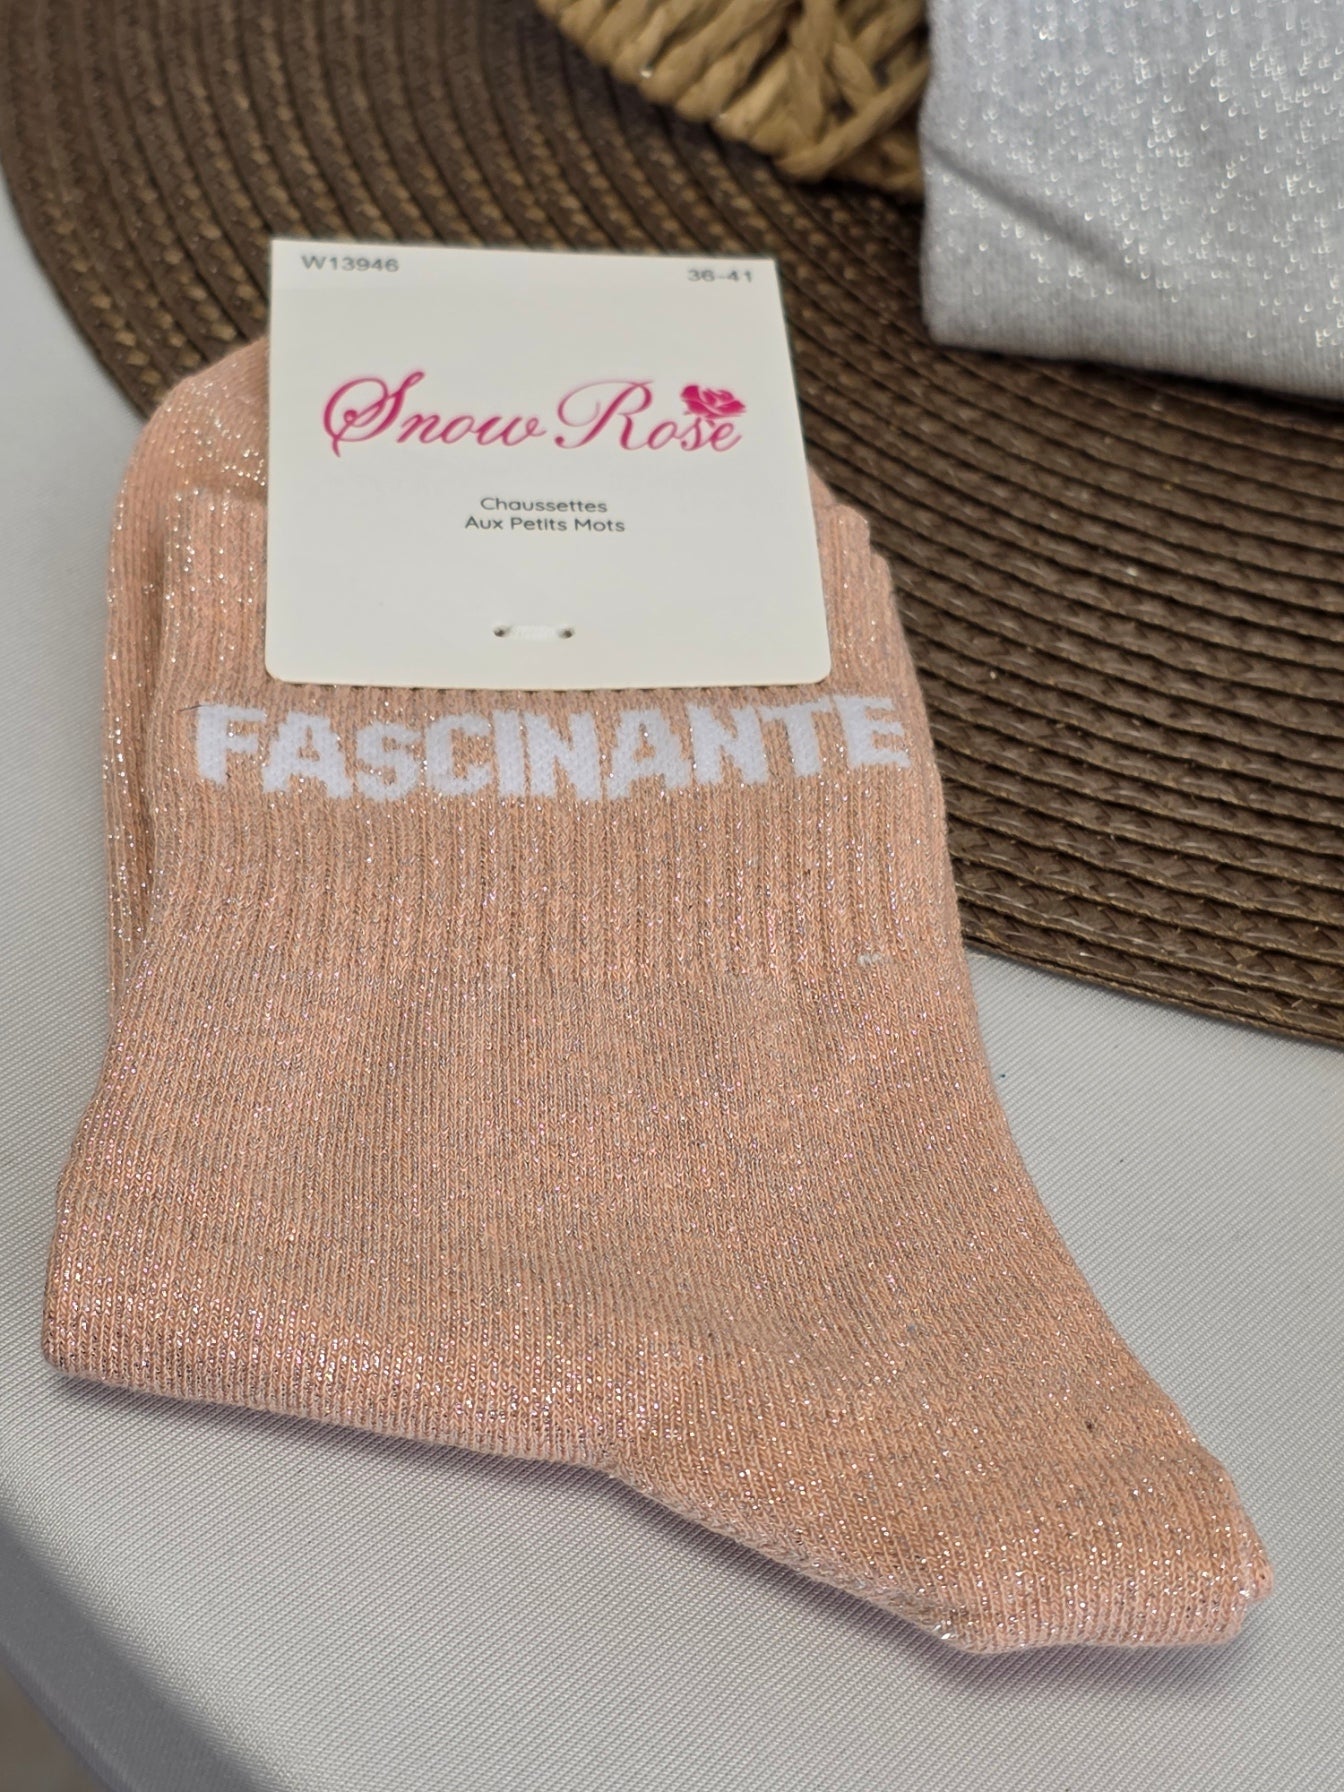 W13946 36-41
Snow Rose
Chaussettes
Aux Petits Mots
FASCINANTE